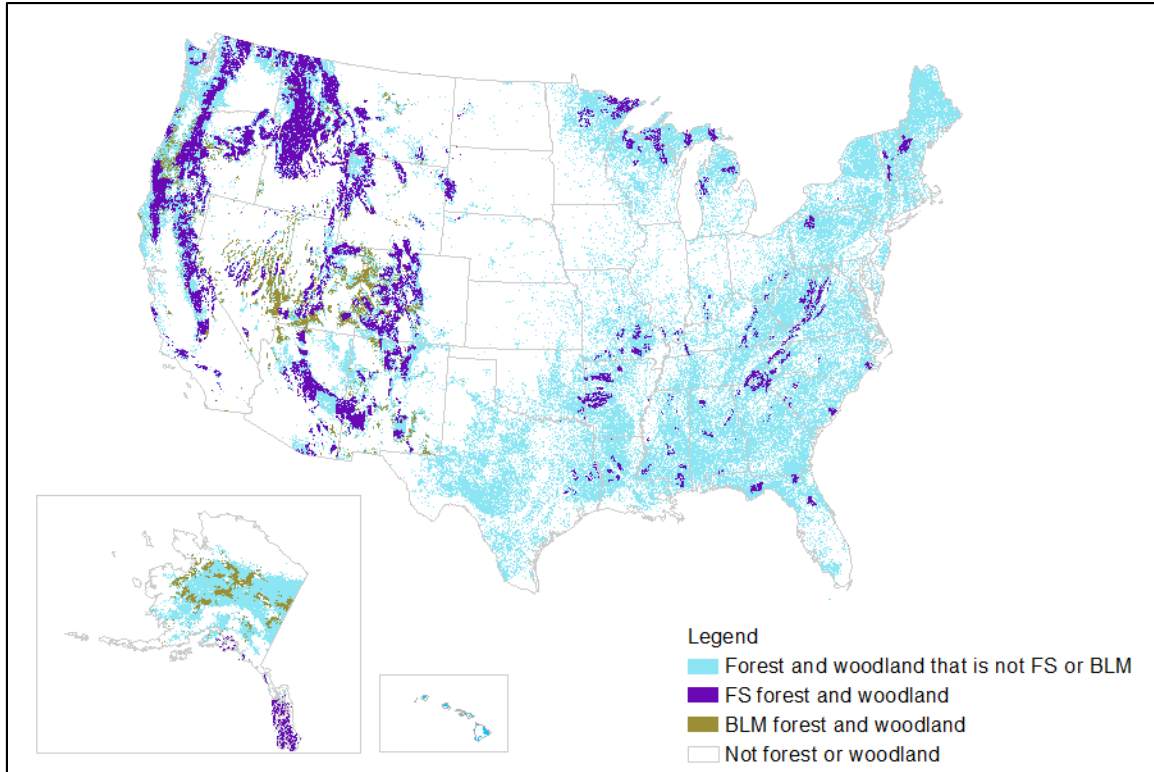 Legend
Forest and woodland that is not FS or BLM
FS forest and woodland
BLM forest and woodland
Not forest or woodland